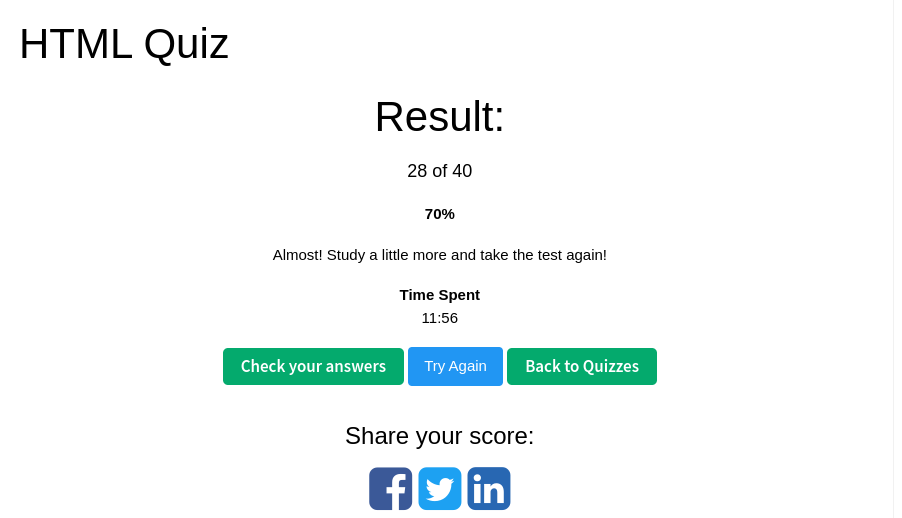 HTML Quiz
Result:
28 of 40
70%
Almost! Study a little more and take the test again!
Time Spent
11:56
Check your answers Try Again Back to Quizzes
Share your score:
f in